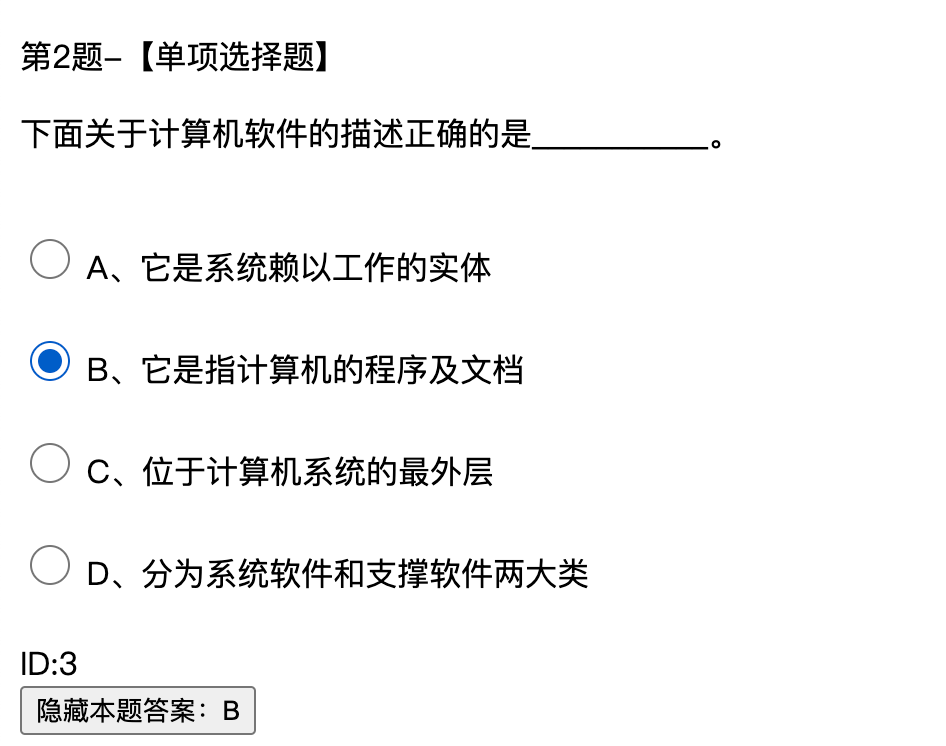 第2题–【单项选择题】
下面关于计算机软件的描述正确的是___________。
A、它是系统赖以工作的实体
B、它是指计算机的程序及文档
C、位于计算机系统的最外层
D、分为系统软件和支撑软件两大类
ID:3
隐藏本题答案：B